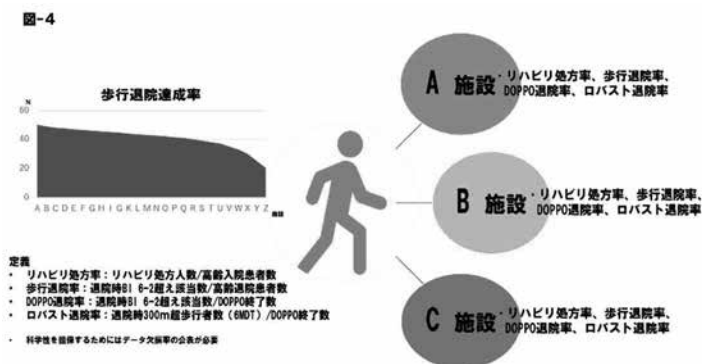 図-4
歩行退院達成率
N
60
40
20
0
A B C D E F G H I G K L M N O P Q R S T U V W X Y Z 施設
定義
・ リハビリ処方率：リハビリ処方人数/高齢入院患者数
・ 歩行退院率：退院時BI 6-2超え該当数/高齢退院患者数
・ DOPPO退院率：退院時BI 6-2超え該当数/DOPPO終了数
・ ロバスト退院率：退院時300m超歩行者数（6MDT）/DOPPO終了数
・ 科学性を担保するためにはデータ欠損率の公表が必要
A 施設
・リハビリ処方率、歩行退院率、
DOPPO退院率、ロバスト退院率
B 施設
・リハビリ処方率、歩行退院率、
DOPPO退院率、ロバスト退院率
C 施設
・リハビリ処方率、歩行退院率、
DOPPO退院率、ロバスト退院率